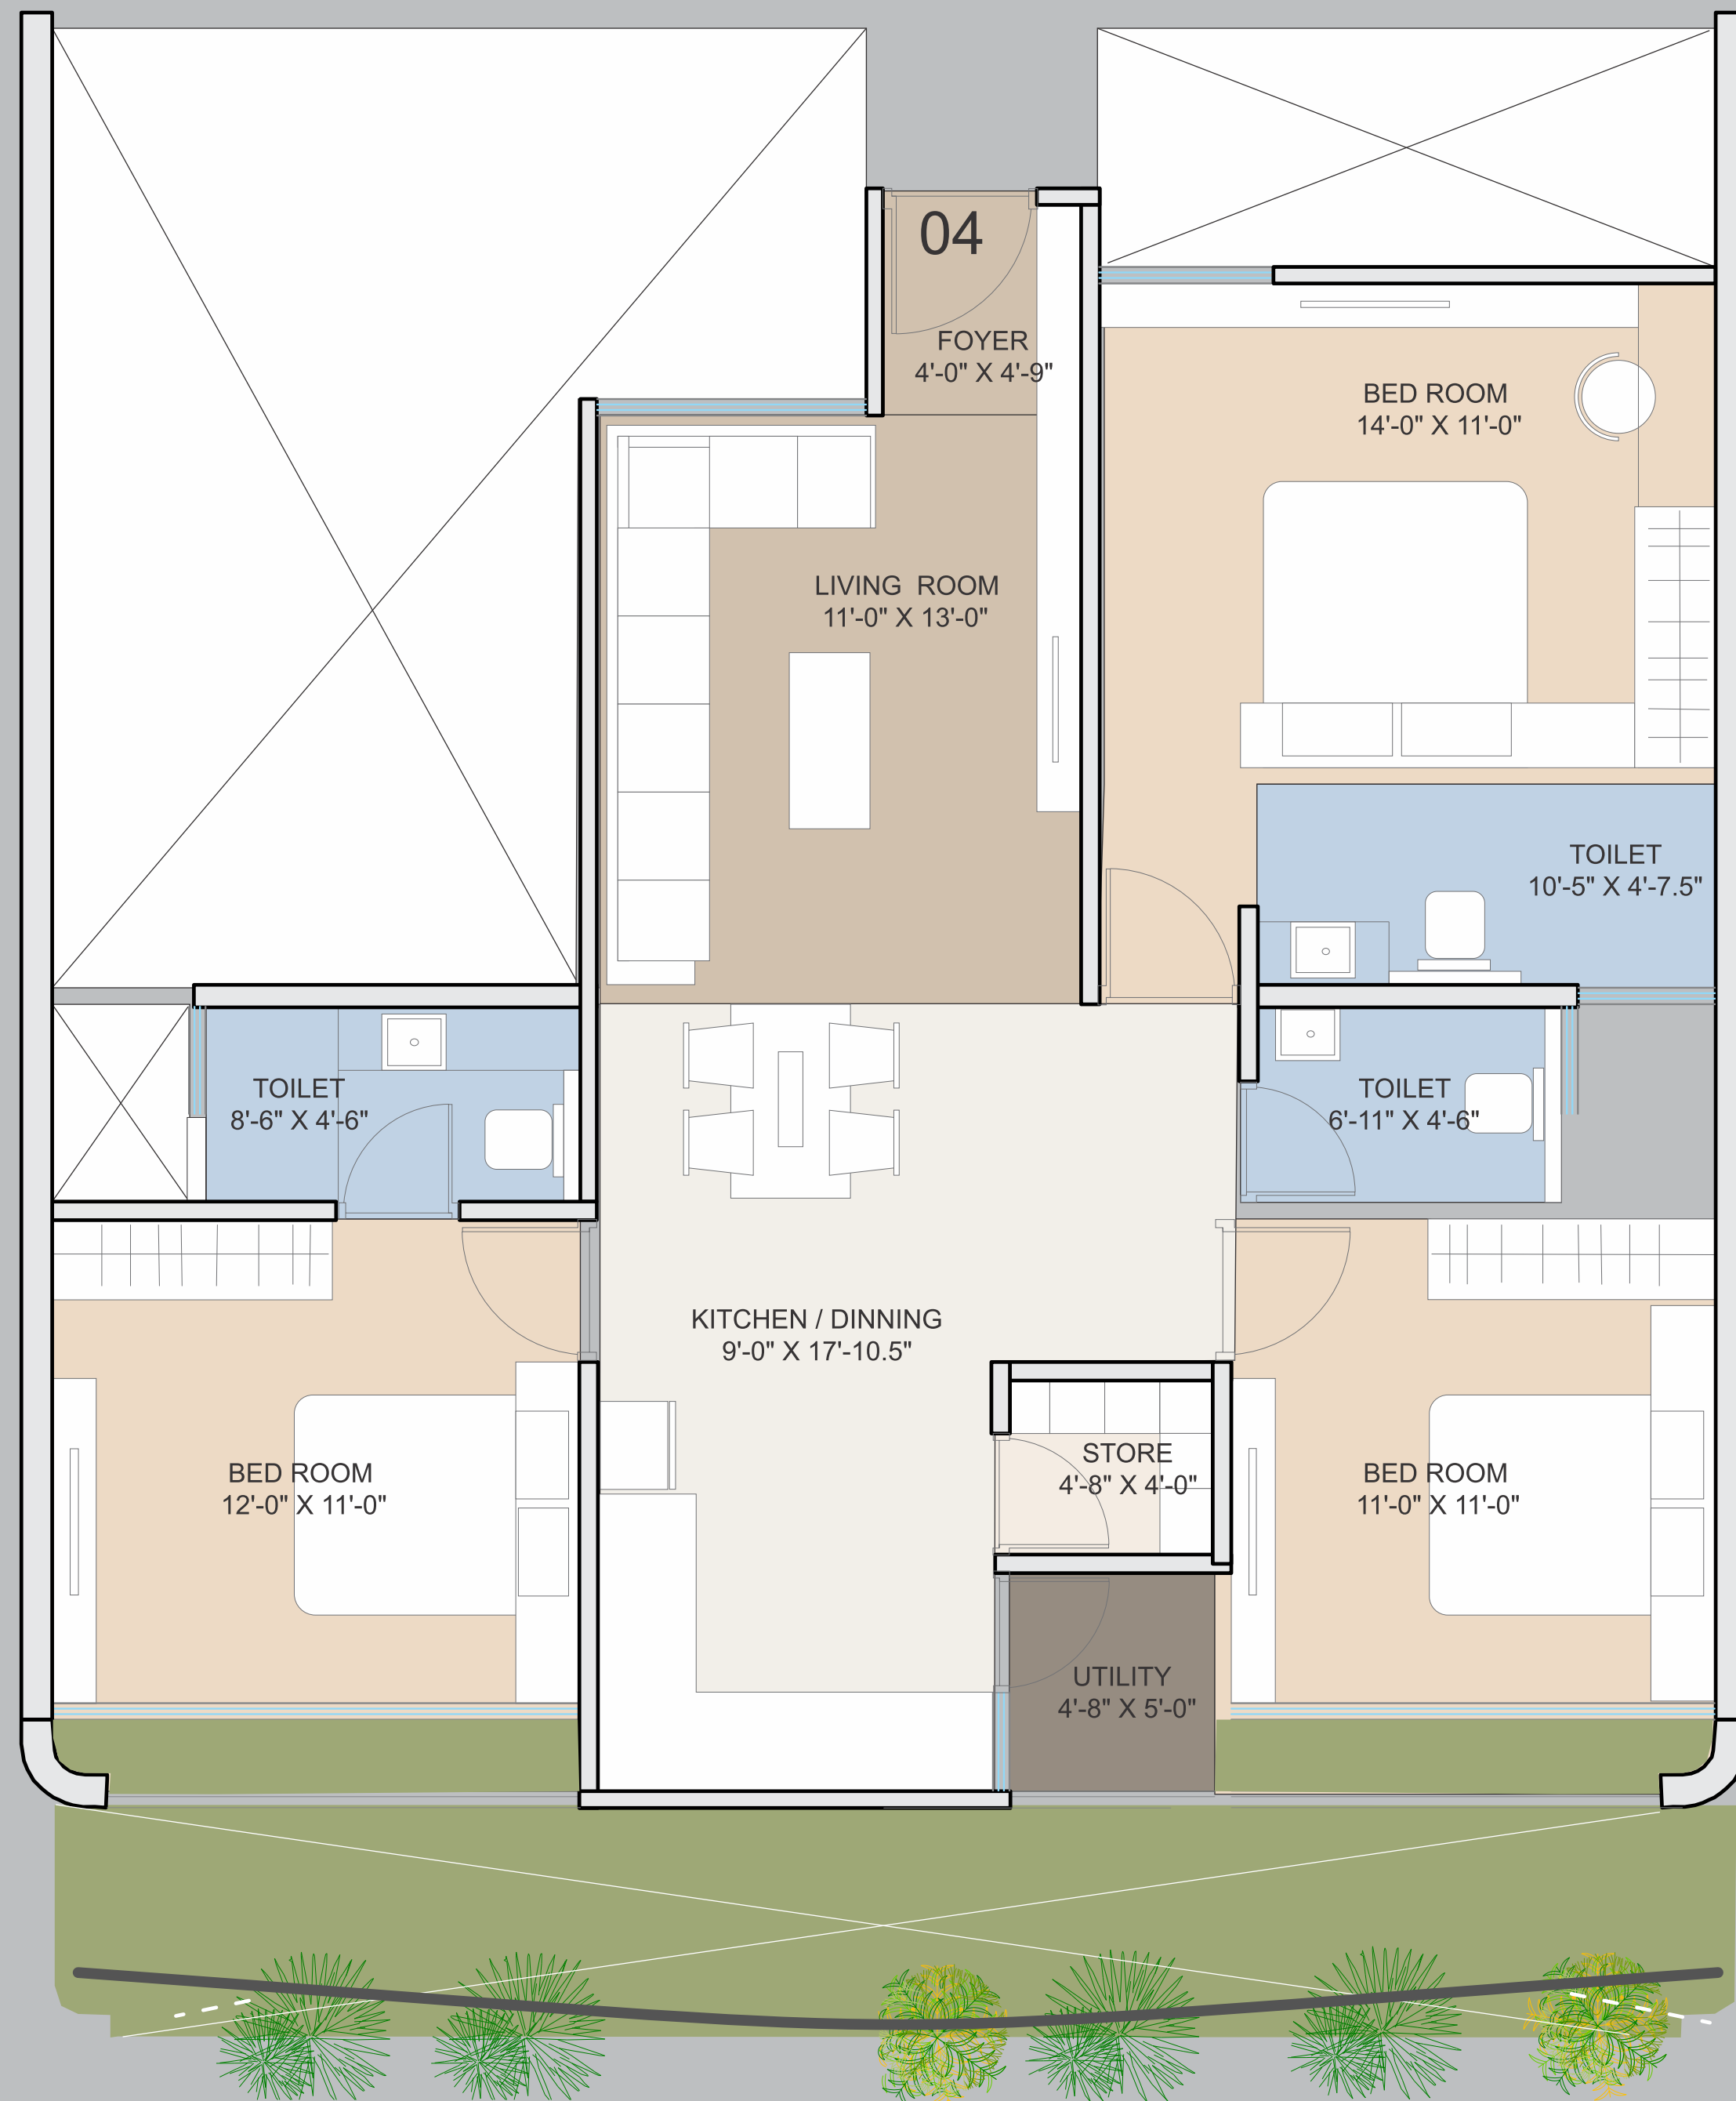 04
FOYER
4'-0" X 4'-9"
BED ROOM
14'-0" X 11'-0"
LIVING ROOM
11'-0" X 13'-0"
TOILET
10'-5" X 4'-7.5"
TOILET
8'-6" X 4'-6"
TOILET
6'-11" X 4'-6"
KITCHEN / DINNING
9'-0" X 17'-10.5"
BED ROOM
12'-0" X 11'-0"
STORE
4'-8" X 4'-0"
BED ROOM
11'-0" X 11'-0"
UTILITY
4'-8" X 5'-0"